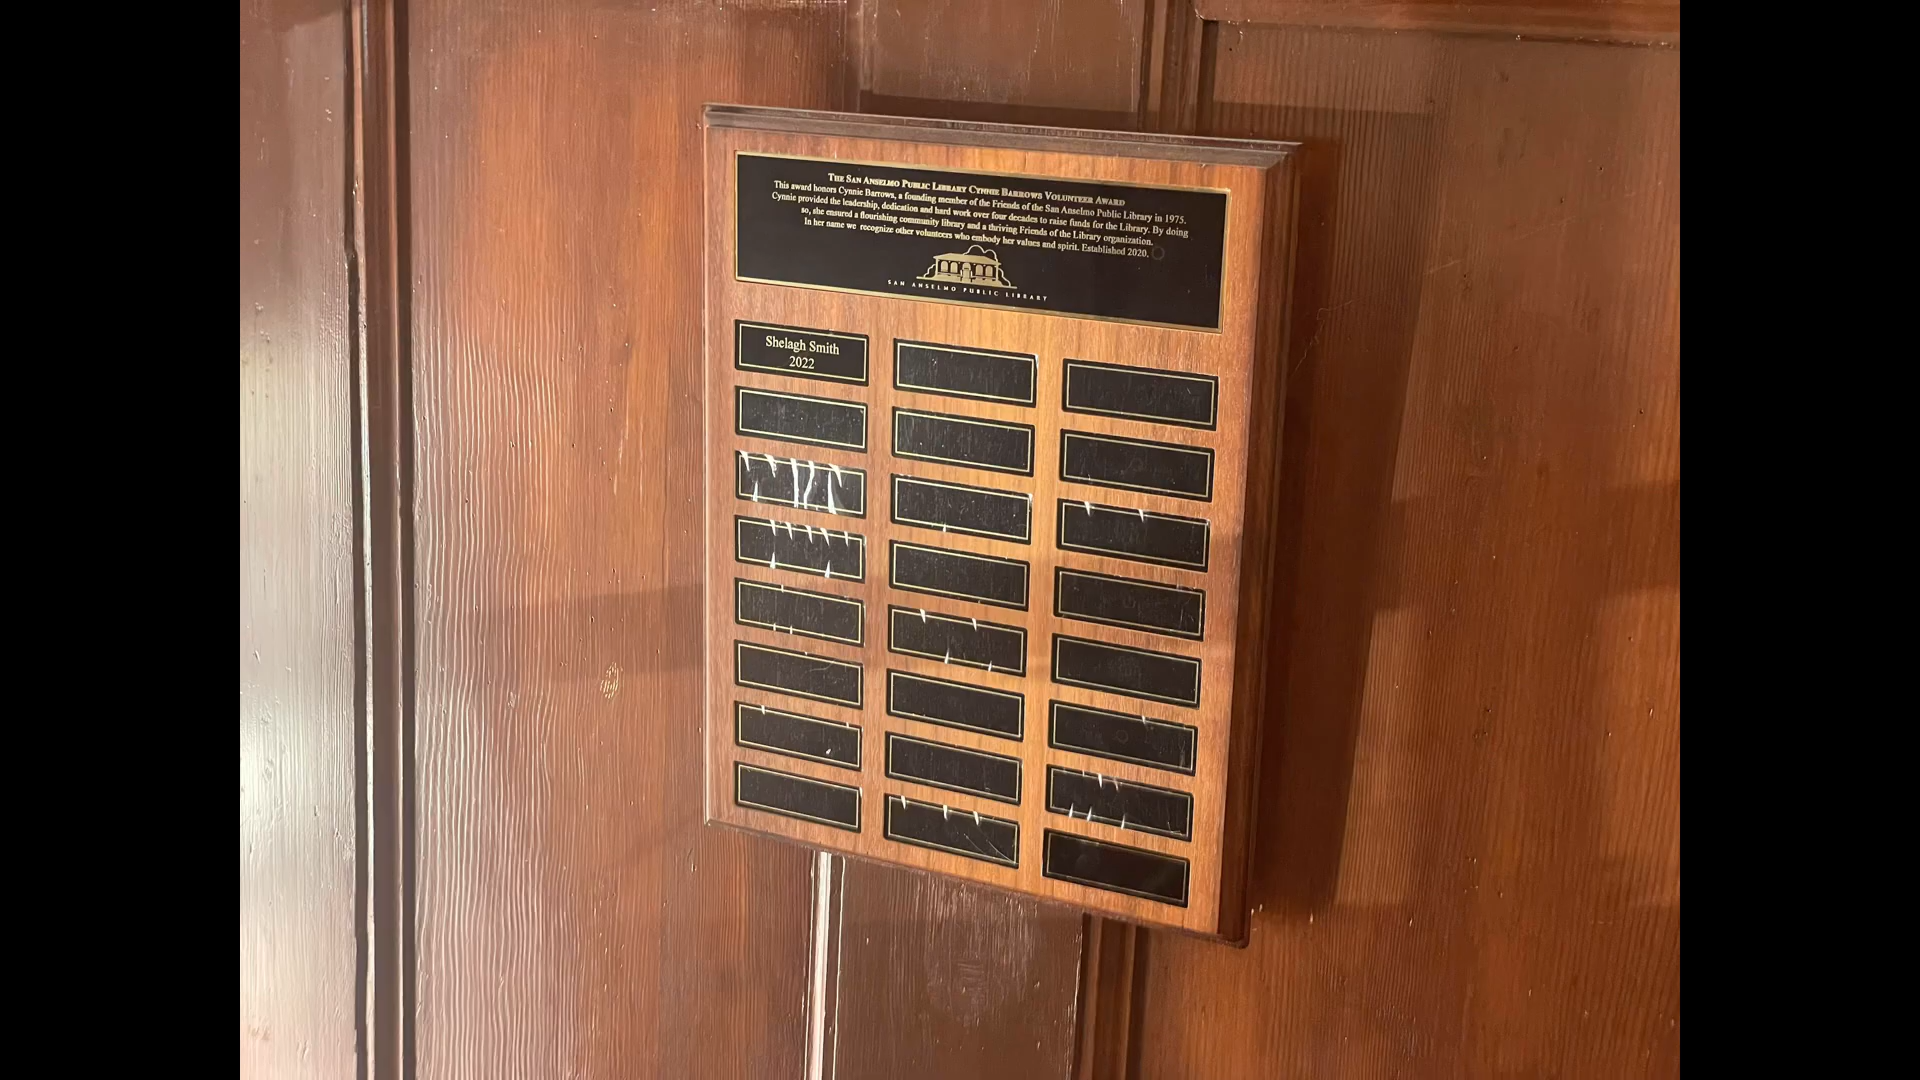 The San Anselmo Public Library Cynnie Barrows Volunteer Award
This award honors Cynnie Barrows, a founding member of the Friends of the San Anselmo Public Library in 1975.
Cynnie provided the leadership, dedication and hard work over four decades to raise funds for the Library. By doing
so, she ensured a flourishing community library and a thriving Friends of the Library organization.
In her name we recognize other volunteers who embody her values and spirit. Established 2020.
SAN ANSELMO PUBLIC LIBRARY
Shelagh Smith
2022